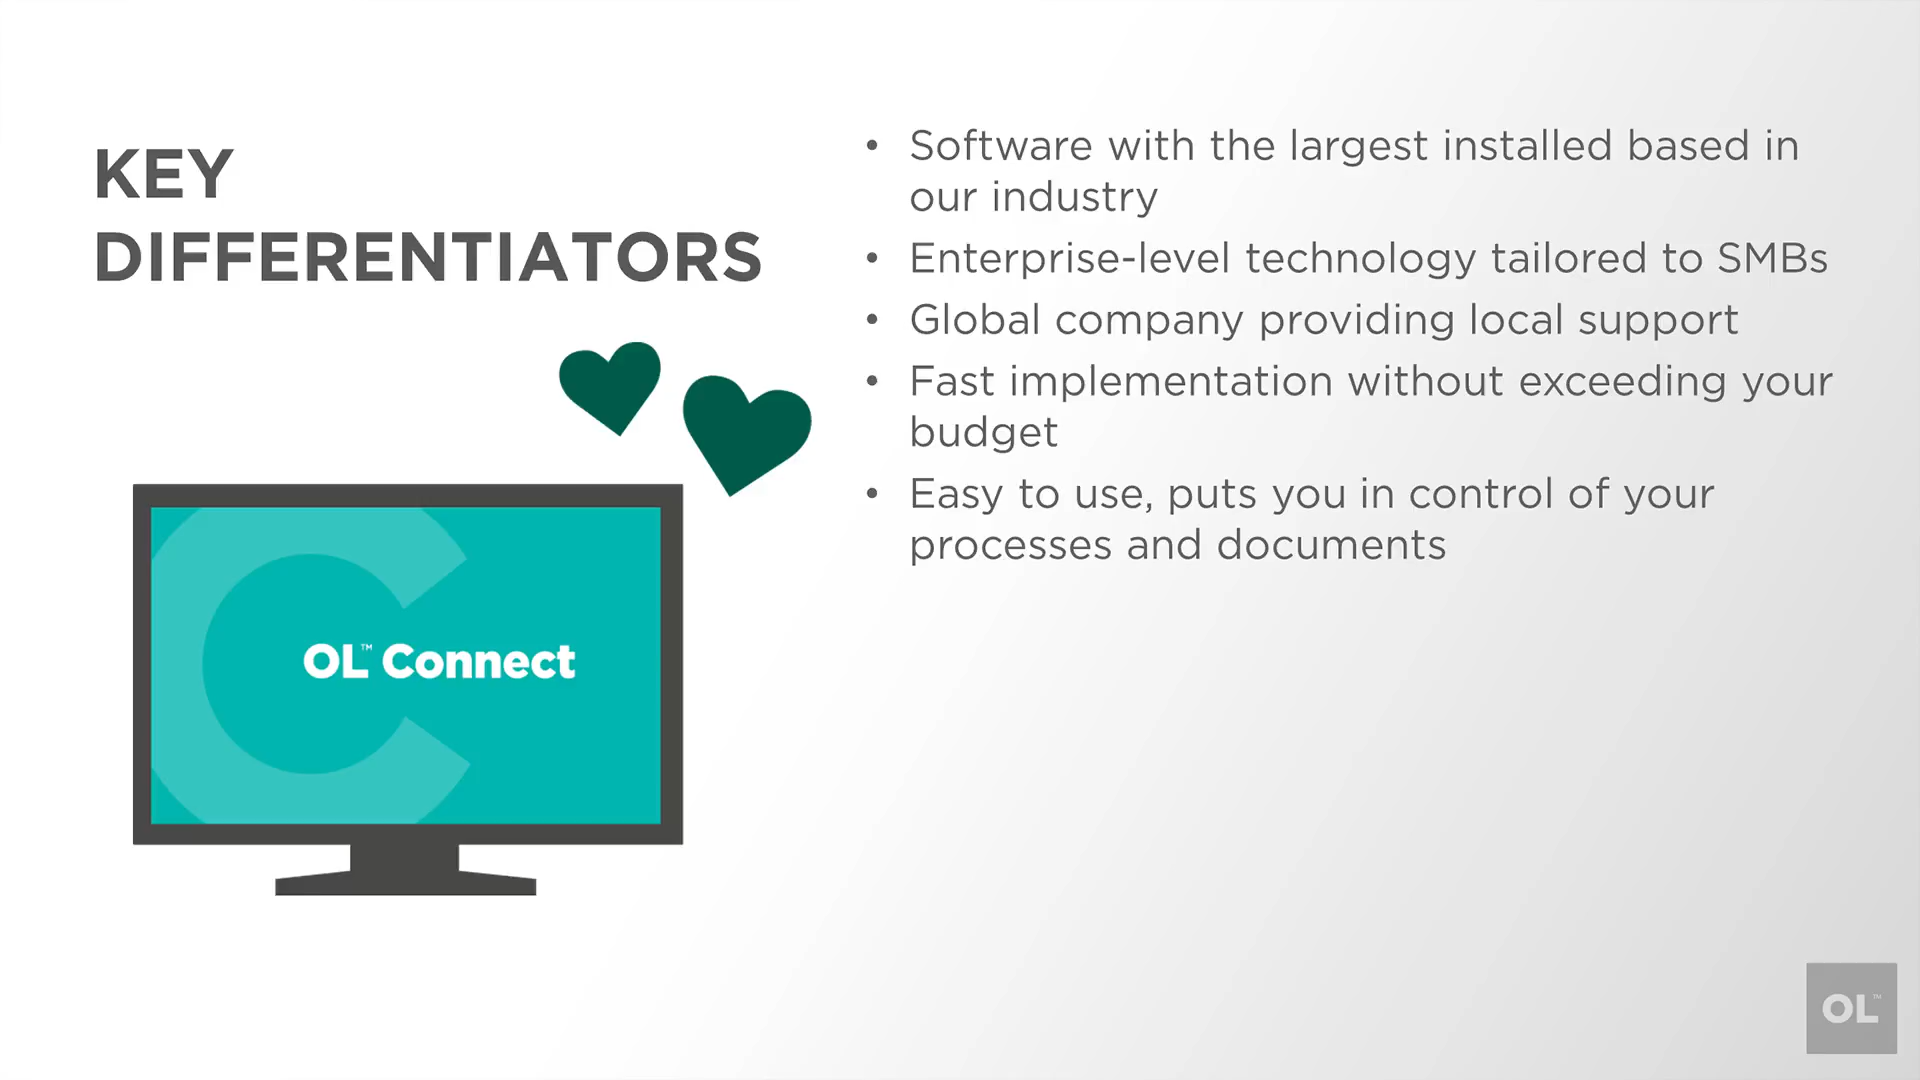 KEY
DIFFERENTIATORS
• Software with the largest installed based in
our industry
• Enterprise-level technology tailored to SMBs
• Global company providing local support
• Fast implementation without exceeding your
budget
• Easy to use, puts you in control of your
processes and documents
OL™ Connect
OL™